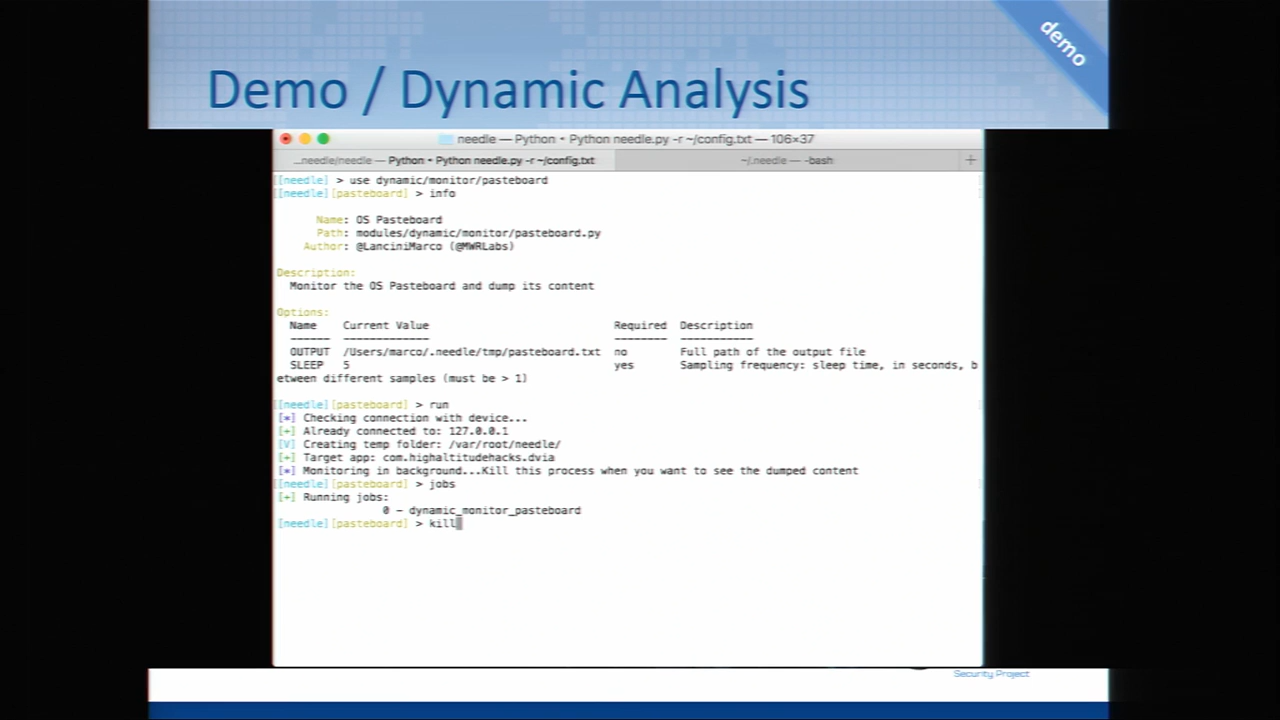 demo
Demo / Dynamic Analysis
needle — Python • Python needle.py -r ~/config.txt — 106×37
...needle/needle — Python • Python needle.py -r ~/config.txt
~/.needle — -bash
+
[[needle] > use dynamic/monitor/pasteboard
[[needle][pasteboard] > info
Name: OS Pasteboard
Path: modules/dynamic/monitor/pasteboard.py
Author: @LanciniMarco (@MWRLabs)
Description:
Monitor the OS Pasteboard and dump its content
Options:
Name Current Value Required Description
------ ------------- -------- -----------
OUTPUT /Users/marco/.needle/tmp/pasteboard.txt no Full path of the output file
SLEEP 5 yes Sampling frequency: sleep time, in seconds, b
etween different samples (must be > 1)
[[needle][pasteboard] > run
[*] Checking connection with device...
[+] Already connected to: 127.0.0.1
[V] Creating temp folder: /var/root/needle/
[+] Target app: com.highaltitudehacks.dvia
[*] Monitoring in background...Kill this process when you want to see the dumped content
[[needle][pasteboard] > jobs
[+] Running jobs:
0 - dynamic_monitor_pasteboard
[needle][pasteboard] > kill
Security Project